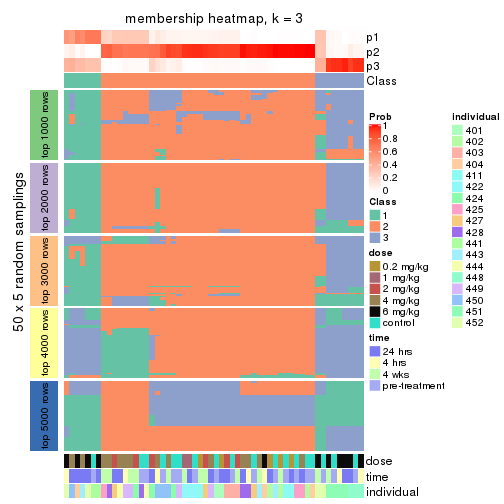 membership heatmap, k = 3
p1
p2
p3
Class
50 x 5 random samplings
top 1000 rows
top 2000 rows
top 3000 rows
top 4000 rows
top 5000 rows
dose
time
individual
Prob
1
0.8
0.6
0.4
0.2
0
Class
1
2
3
dose
0.2 mg/kg
1 mg/kg
2 mg/kg
4 mg/kg
6 mg/kg
control
time
24 hrs
4 hrs
4 wks
pre-treatment
individual
401
402
403
404
411
422
424
425
427
428
441
443
444
448
449
450
451
452